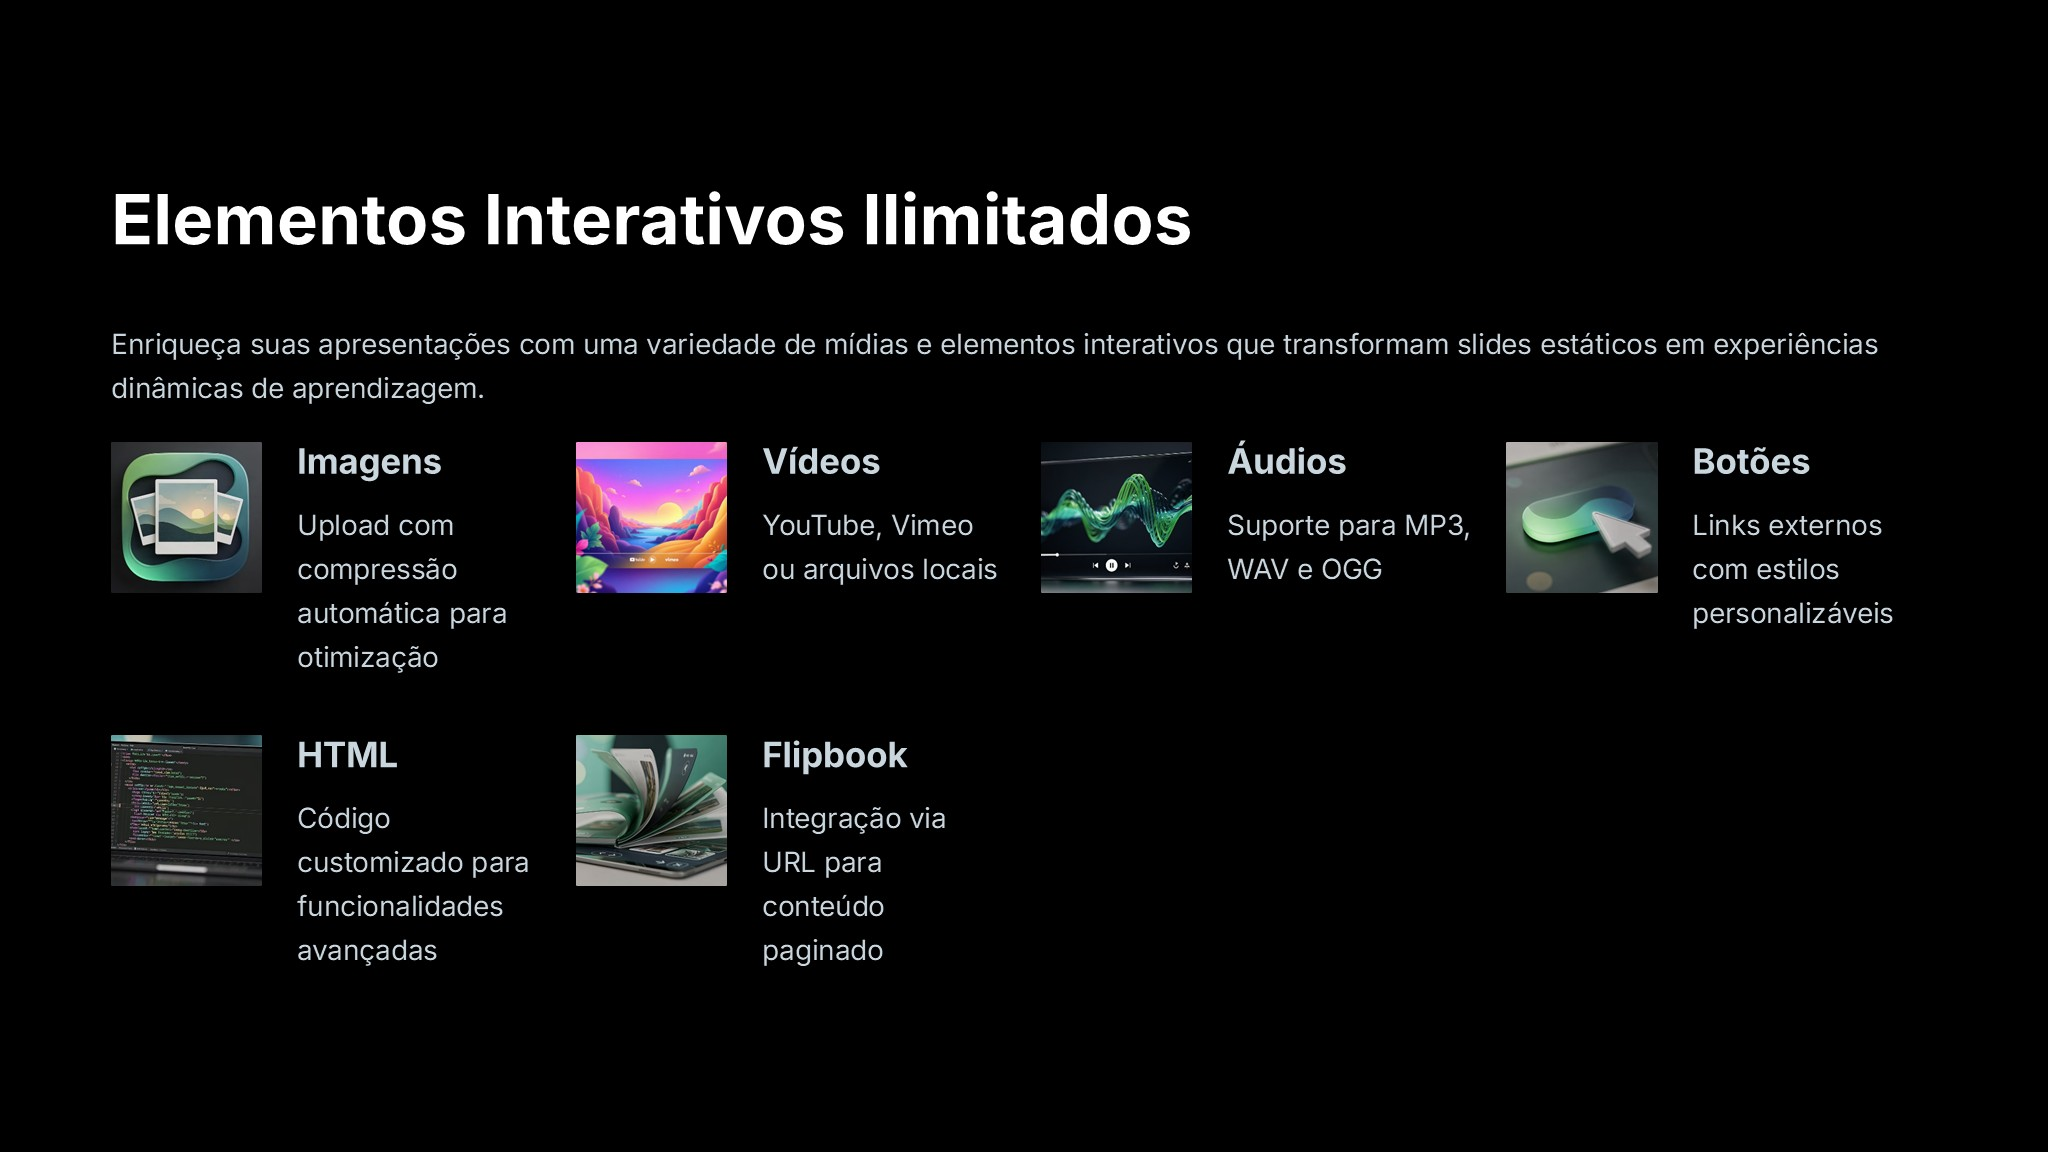 Elementos Interativos Ilimitados
Enriqueça suas apresentações com uma variedade de mídias e elementos interativos que transformam slides estáticos em experiências
dinâmicas de aprendizagem.
Imagens
Upload com
compressão
automática para
otimização
Vídeos
YouTube, Vimeo
ou arquivos locais
Áudios
Suporte para MP3,
WAV e OGG
Botões
Links externos
com estilos
personalizáveis
HTML
Código
customizado para
funcionalidades
avançadas
Flipbook
Integração via
URL para
conteúdo
paginado